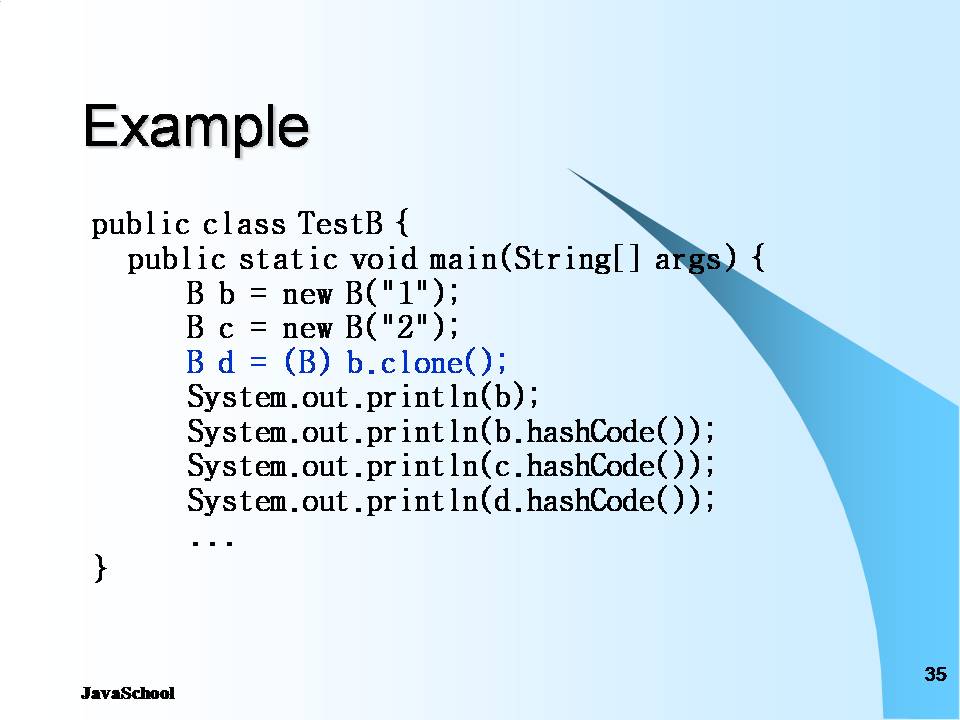 Example
public class TestB {
public static void main(String[] args) {
B b = new B("1");
B c = new B("2");
B d = (B) b.clone();
System.out.println(b);
System.out.println(b.hashCode());
System.out.println(c.hashCode());
System.out.println(d.hashCode());
...
}
35
JavaSchool